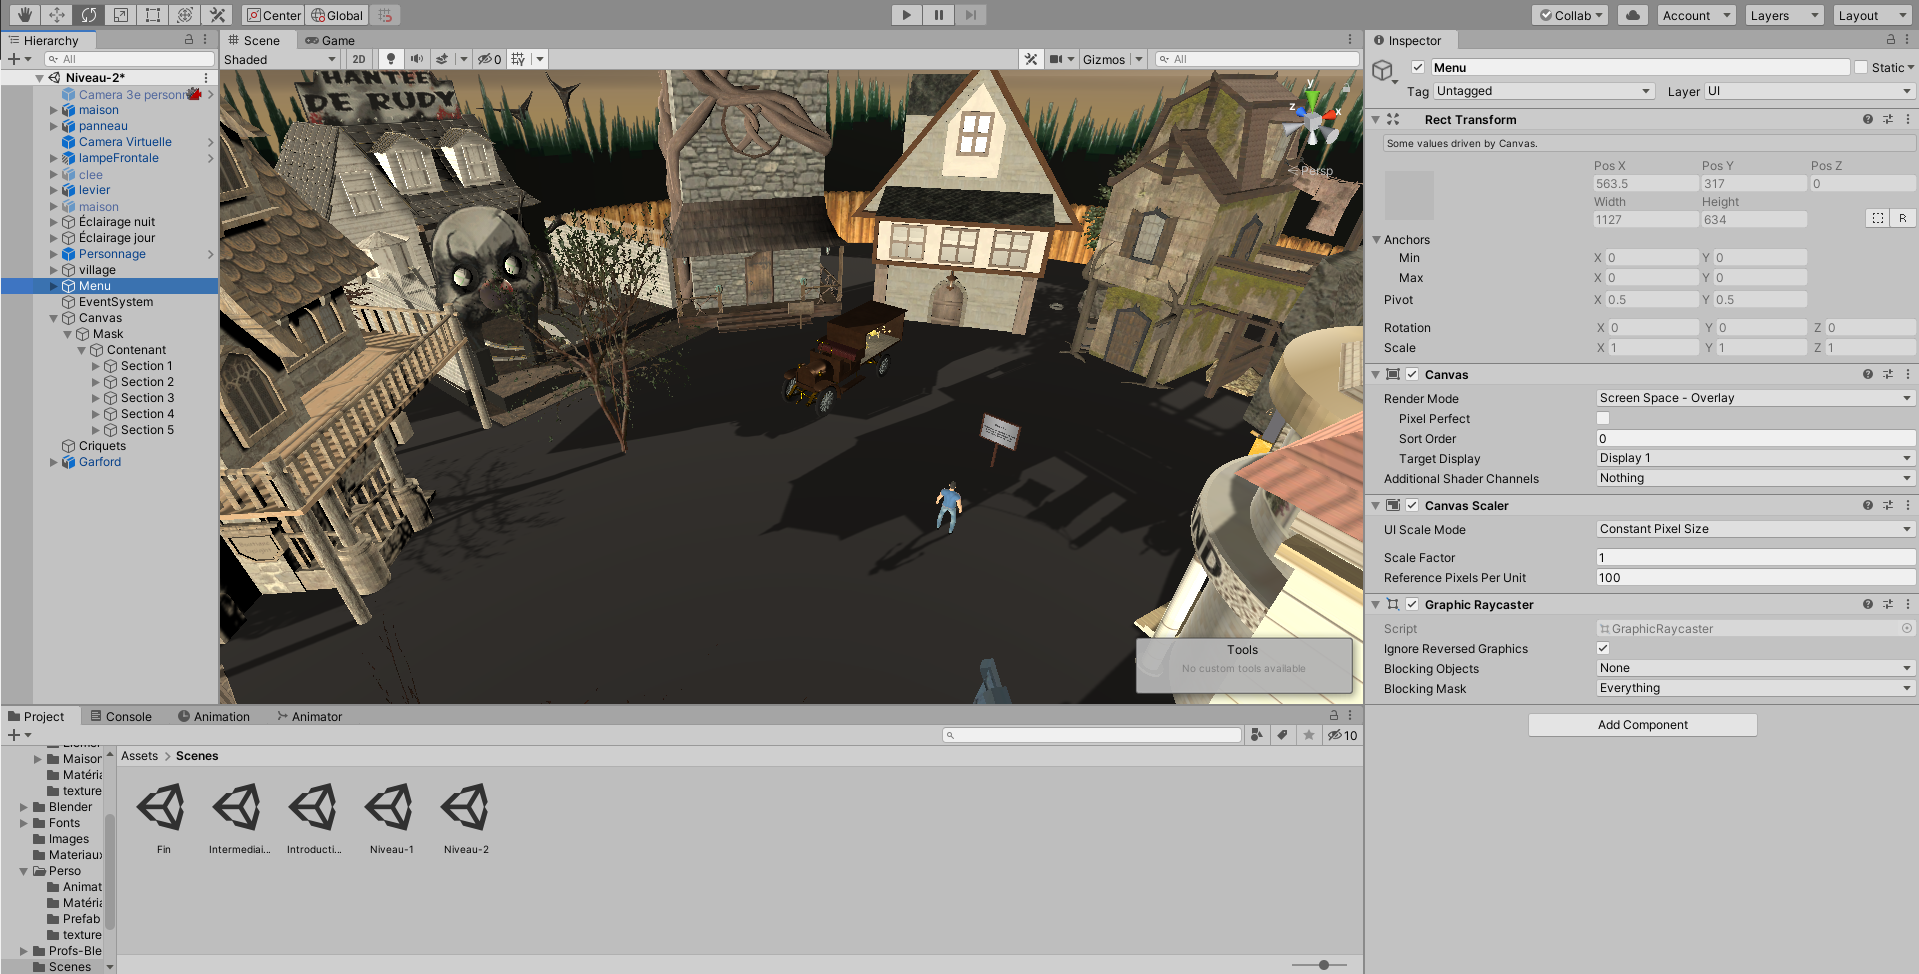 Center Global Collab Account Layers Layout
Hierarchy
All
Niveau-2*
Camera 3e personn
maison
panneau
Camera Virtuelle
lampeFrontale
clee
levier
maison
Éclairage nuit
Éclairage jour
Personnage
village
Menu
EventSystem
Canvas
Mask
Contenant
Section 1
Section 2
Section 3
Section 4
Section 5
Criquets
Garford
Scene Game
Shaded 2D 0 Gizmos All
HANTEE
DE RUDY
y
z x
Persp
Tools
No custom tools available
Inspector
Menu Static
Tag Untagged Layer UI
Rect Transform
Some values driven by Canvas.
Pos X Pos Y Pos Z
563.5 317 0
Width Height
1127 634
R
Anchors
Min X 0 Y 0
Max X 0 Y 0
Pivot X 0.5 Y 0.5
Rotation X 0 Y 0 Z 0
Scale X 1 Y 1 Z 1
Canvas
Render Mode Screen Space - Overlay
Pixel Perfect
Sort Order 0
Target Display Display 1
Additional Shader Channels Nothing
Canvas Scaler
UI Scale Mode Constant Pixel Size
Scale Factor 1
Reference Pixels Per Unit 100
Graphic Raycaster
Script GraphicRaycaster
Ignore Reversed Graphics
Blocking Objects None
Blocking Mask Everything
Add Component
Project Console Animation Animator
10
Maison
Matéria
texture
Blender
Fonts
Images
Materiaux
Perso
Animat
Matéria
Prefab
texture
Profs-Ble
Scenes
Assets > Scenes
Fin Intermediai... Introducti... Niveau-1 Niveau-2